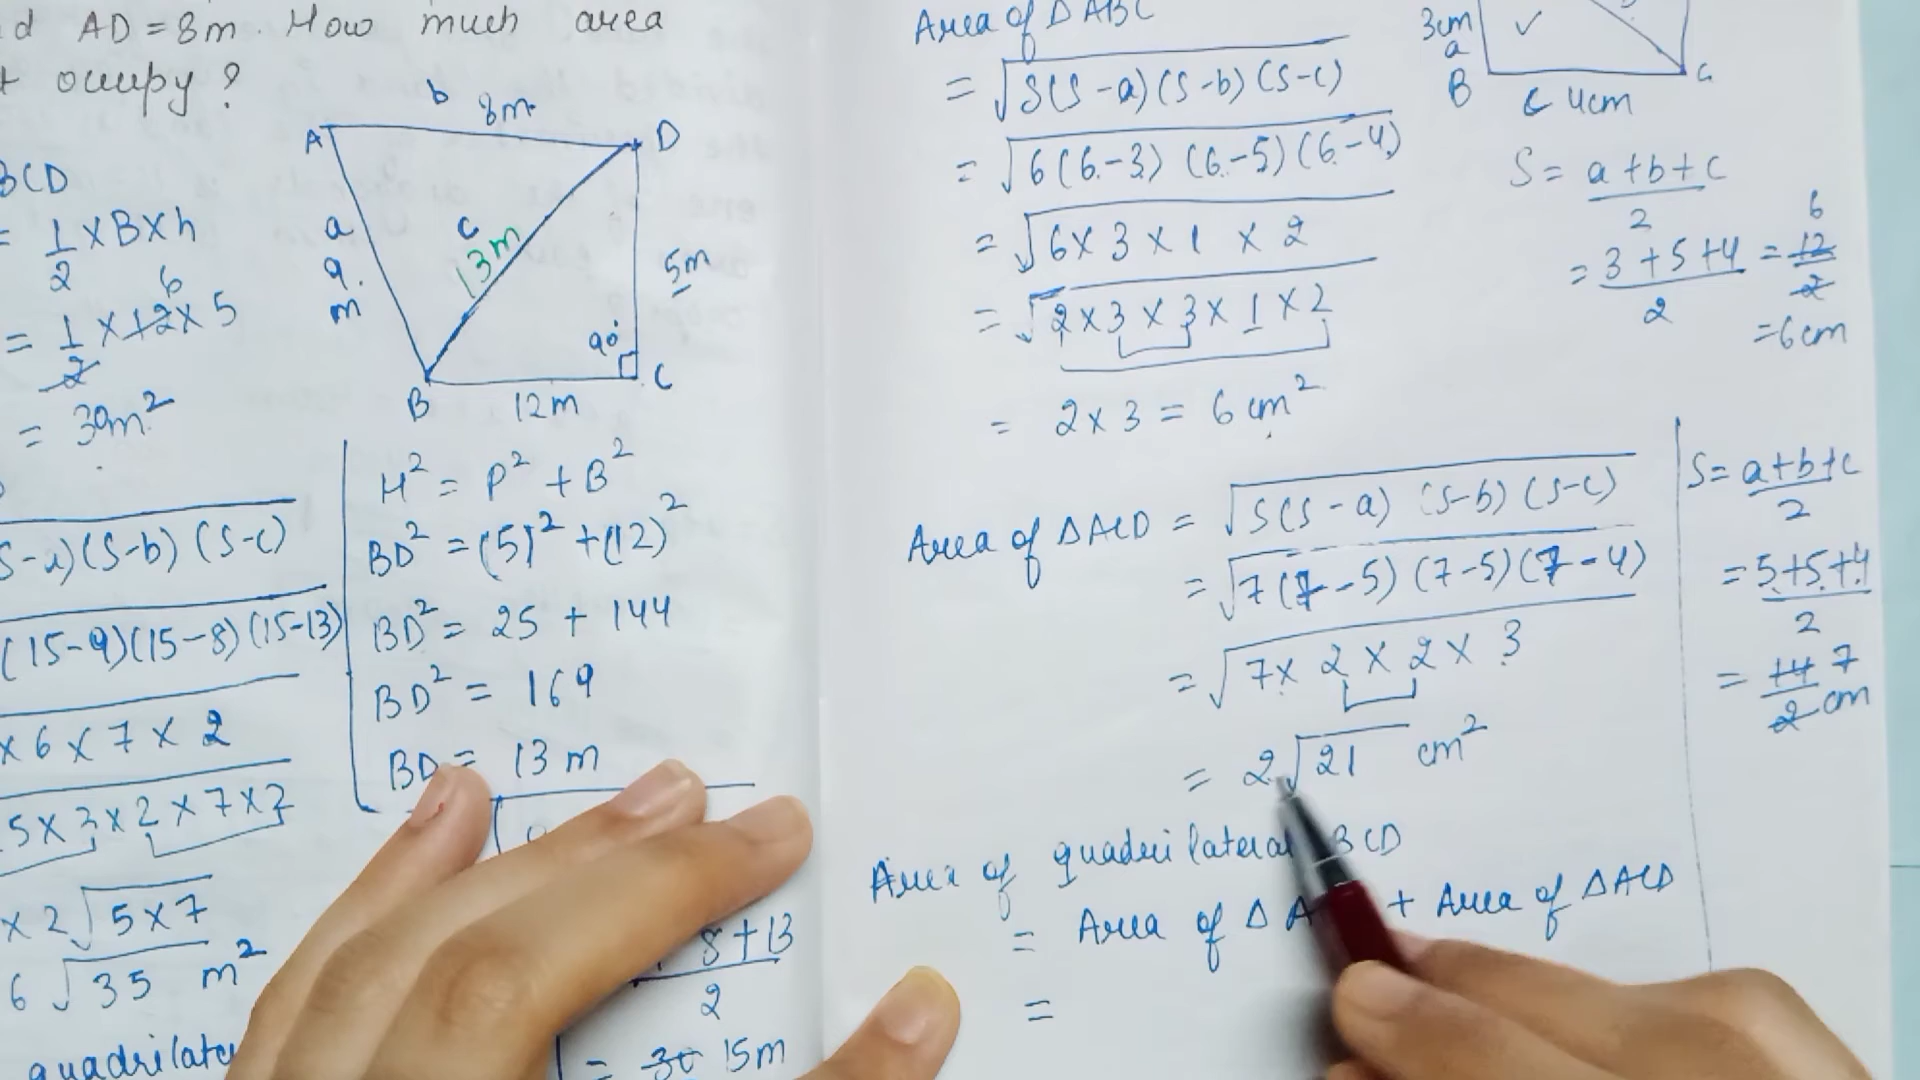 d AD = 8m. How much area
t occupy ?
b 8m
A D
BCD
= 1/2 × B × h
a
9
m
c
13m
5m
6
= 1/2 × 12 × 5
90°
B 12m C
= 30m²
H² = P² + B²
BD² = (5)² + (12)²
BD² = 25 + 144
BD² = 169
BD = 13 m
S-a)(S-b)(S-c)
(15-9)(15-8)(15-13)
× 6 × 7 × 2
5 × 3 × 2 × 7 × 2
× 2√5×7
6√35 m²
quadrilate
8+13
2
= 30 15m
Area of △ABC
= √S(S-a)(S-b)(S-c)
= √6(6-3)(6-5)(6-4)
= √6 × 3 × 1 × 2
= √2 × 3 × 3 × 1 × 2
= 2 × 3 = 6 cm²
3cm
a
B C 4cm
S = a+b+c/2
= 3+5+4/2 = 12/2 6
= 6cm
Area of △ACD = √S(S-a)(S-b)(S-c)
= √7(7-5)(7-5)(7-4)
= √7 × 2 × 2 × 3
= 2√21 cm²
S = a+b+c/2
= 5+5+4/2
= 14/2 7 cm
Area of quadrilateral BCD
= Area of △ A + Area of △ACD
=